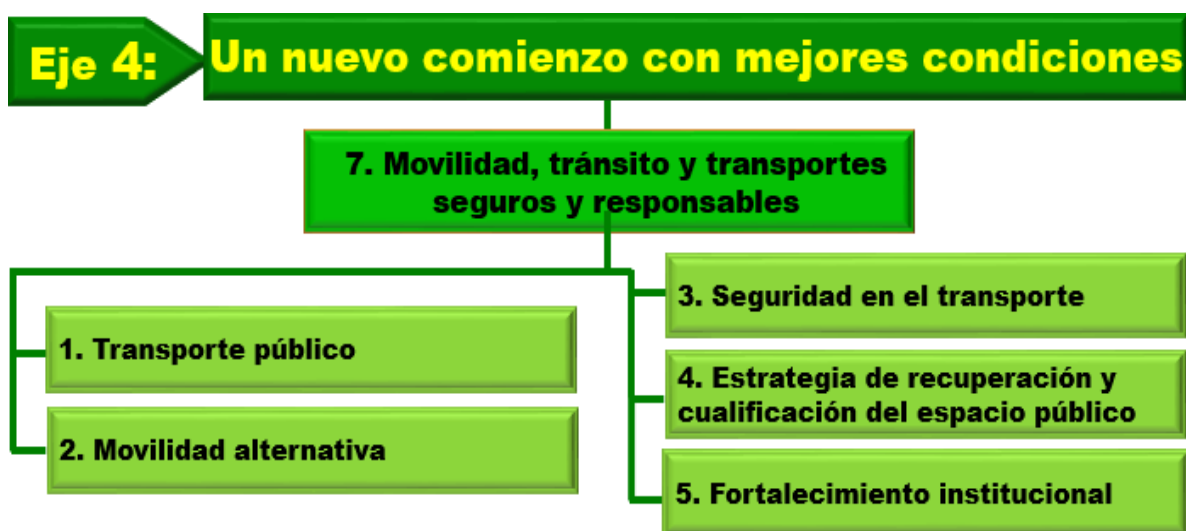 Eje 4:
Un nuevo comienzo con mejores condiciones
7. Movilidad, tránsito y transportes
seguros y responsables
1. Transporte público
2. Movilidad alternativa
3. Seguridad en el transporte
4. Estrategia de recuperación y
cualificación del espacio público
5. Fortalecimiento institucional